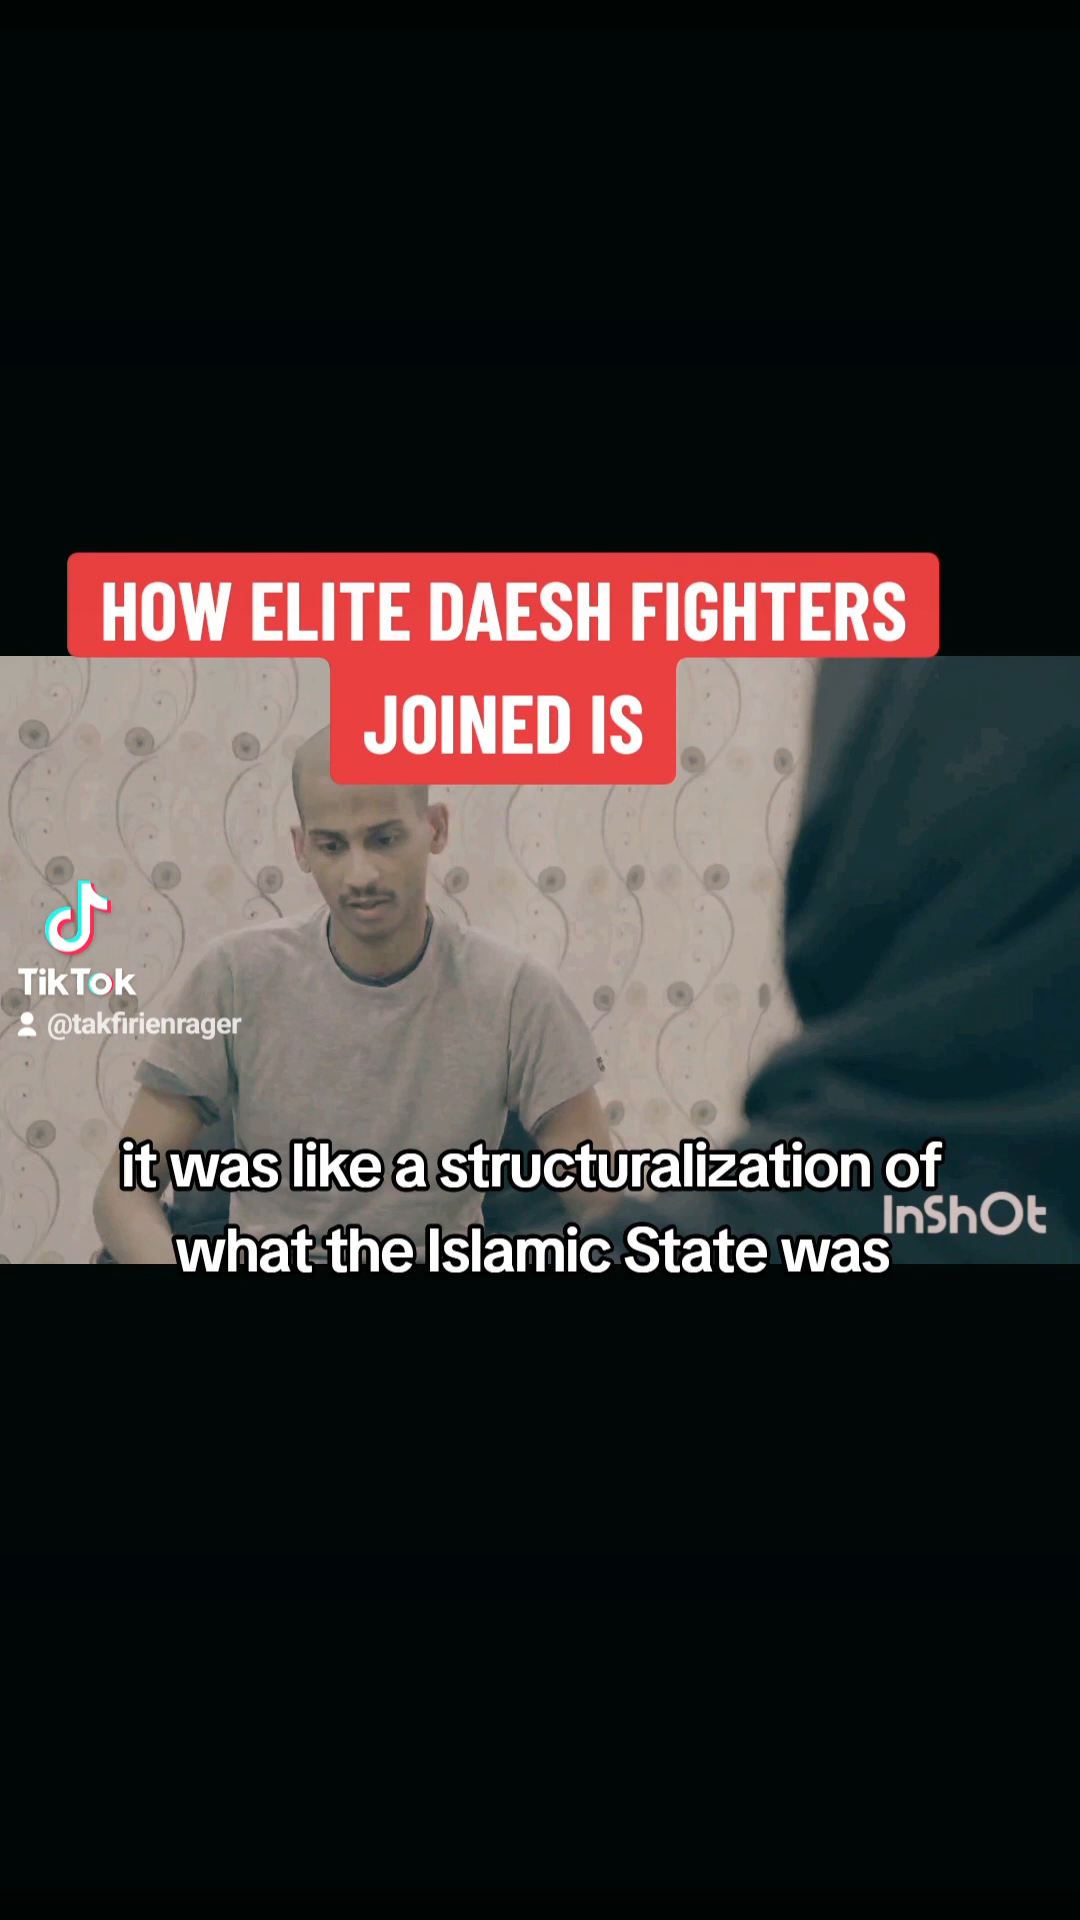 HOW ELITE DAESH FIGHTERS
JOINED IS
TikTok
@takfirienrager
it was like a structuralization of
what the Islamic State was
InShOt